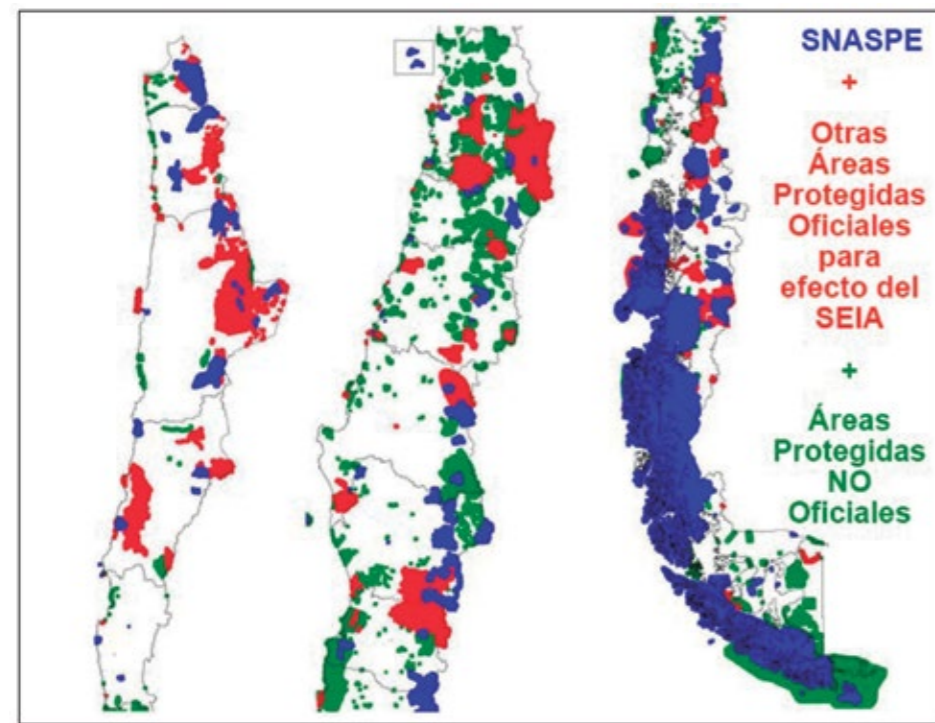 SNASPE
+
Otras
Áreas
Protegidas
Oficiales
para
efecto del
SEIA
+
Áreas
Protegidas
NO
Oficiales